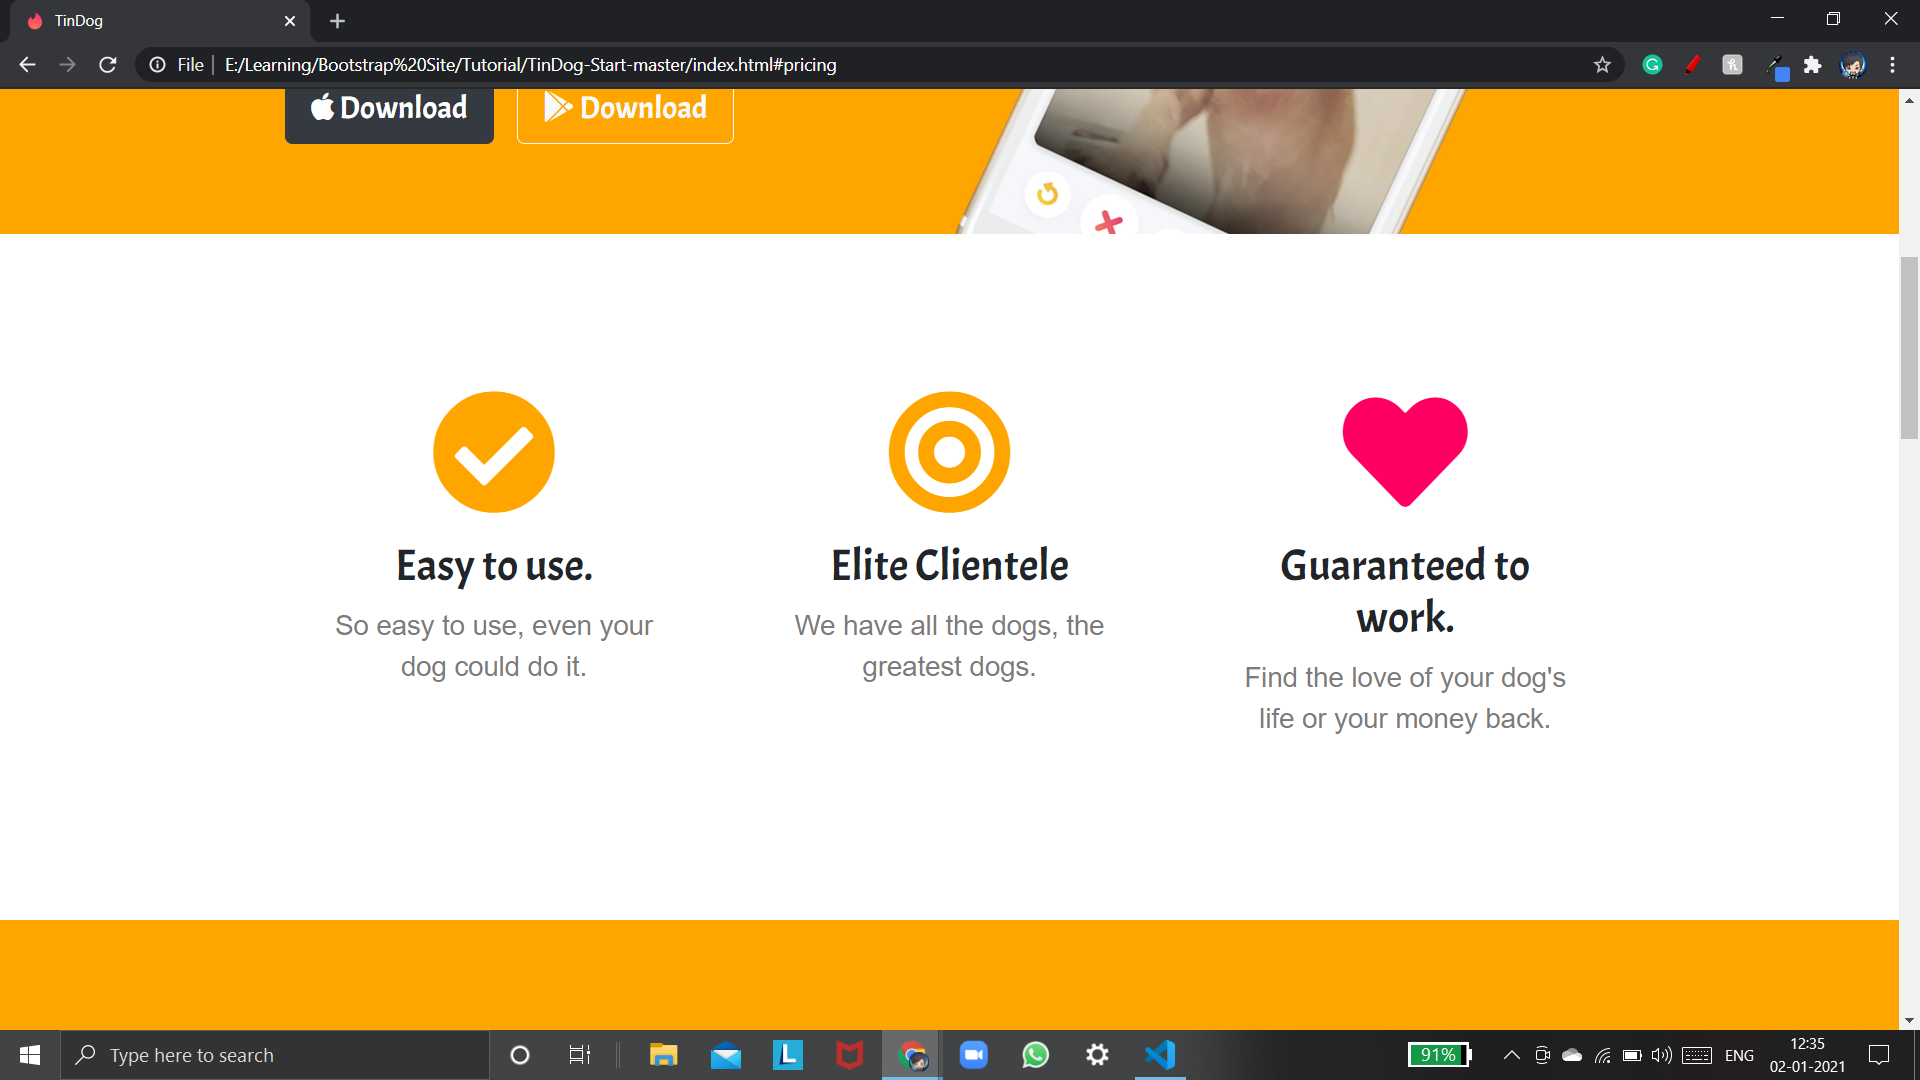 TinDog
File
E:/Learning/Bootstrap%20Site/Tutorial/TinDog-Start-master/index.html#pricing
Download
Download
Easy to use.
So easy to use, even your
dog could do it.
Elite Clientele
We have all the dogs, the
greatest dogs.
Guaranteed to
work.
Find the love of your dog's
life or your money back.
Type here to search
L
91%
ENG
12:35
02-01-2021